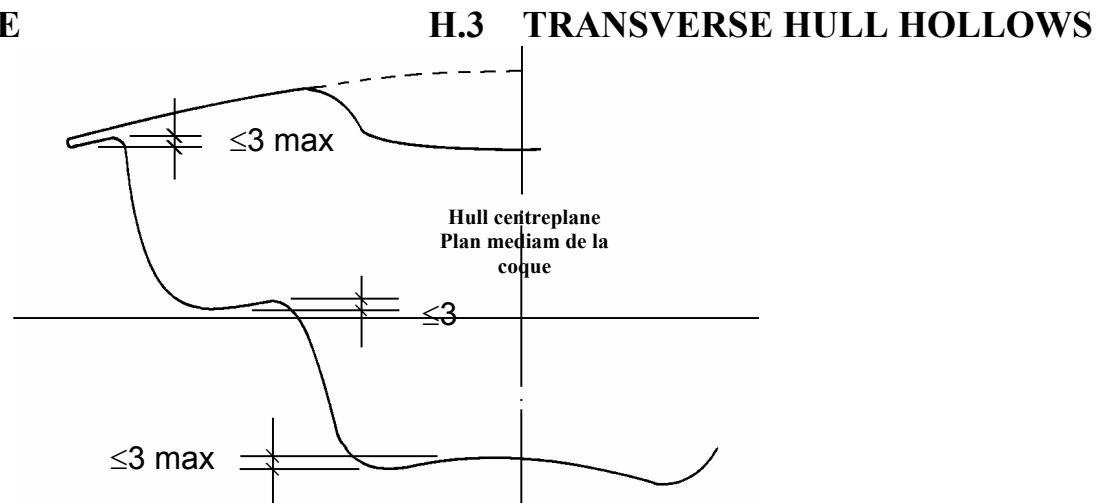 E
H.3 TRANSVERSE HULL HOLLOWS
≤3 max
Hull centreplane
Plan mediam de la
coque
≤3
≤3 max